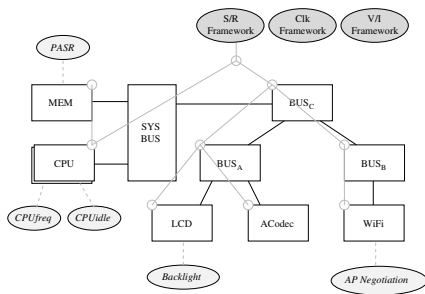 S/R
Framework
Clk
Framework
V/I
Framework
PASR
MEM
SYS
BUS
BUSC
CPU
BUSA
BUSB
CPUfreq
CPUidle
LCD
ACodec
WiFi
Backlight
AP Negotiation